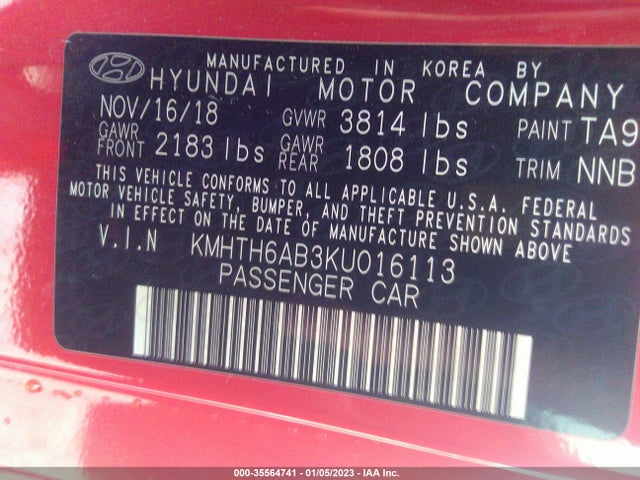 MANUFACTURED IN KOREA BY
HYUNDAI MOTOR COMPANY
NOV/16/18 GVWR 3814 lbs PAINT TA9
GAWR FRONT 2183 lbs GAWR REAR 1808 lbs TRIM NNB
THIS VEHICLE CONFORMS TO ALL APPLICABLE U.S.A. FEDERAL
MOTOR VEHICLE SAFETY, BUMPER, AND THEFT PREVENTION STANDARDS
IN EFFECT ON THE DATE OF MANUFACTURE SHOWN ABOVE.
V.I.N KMHTH6AB3KU016113
PASSENGER CAR
000-35564741 - 01/05/2023 - IAA Inc.